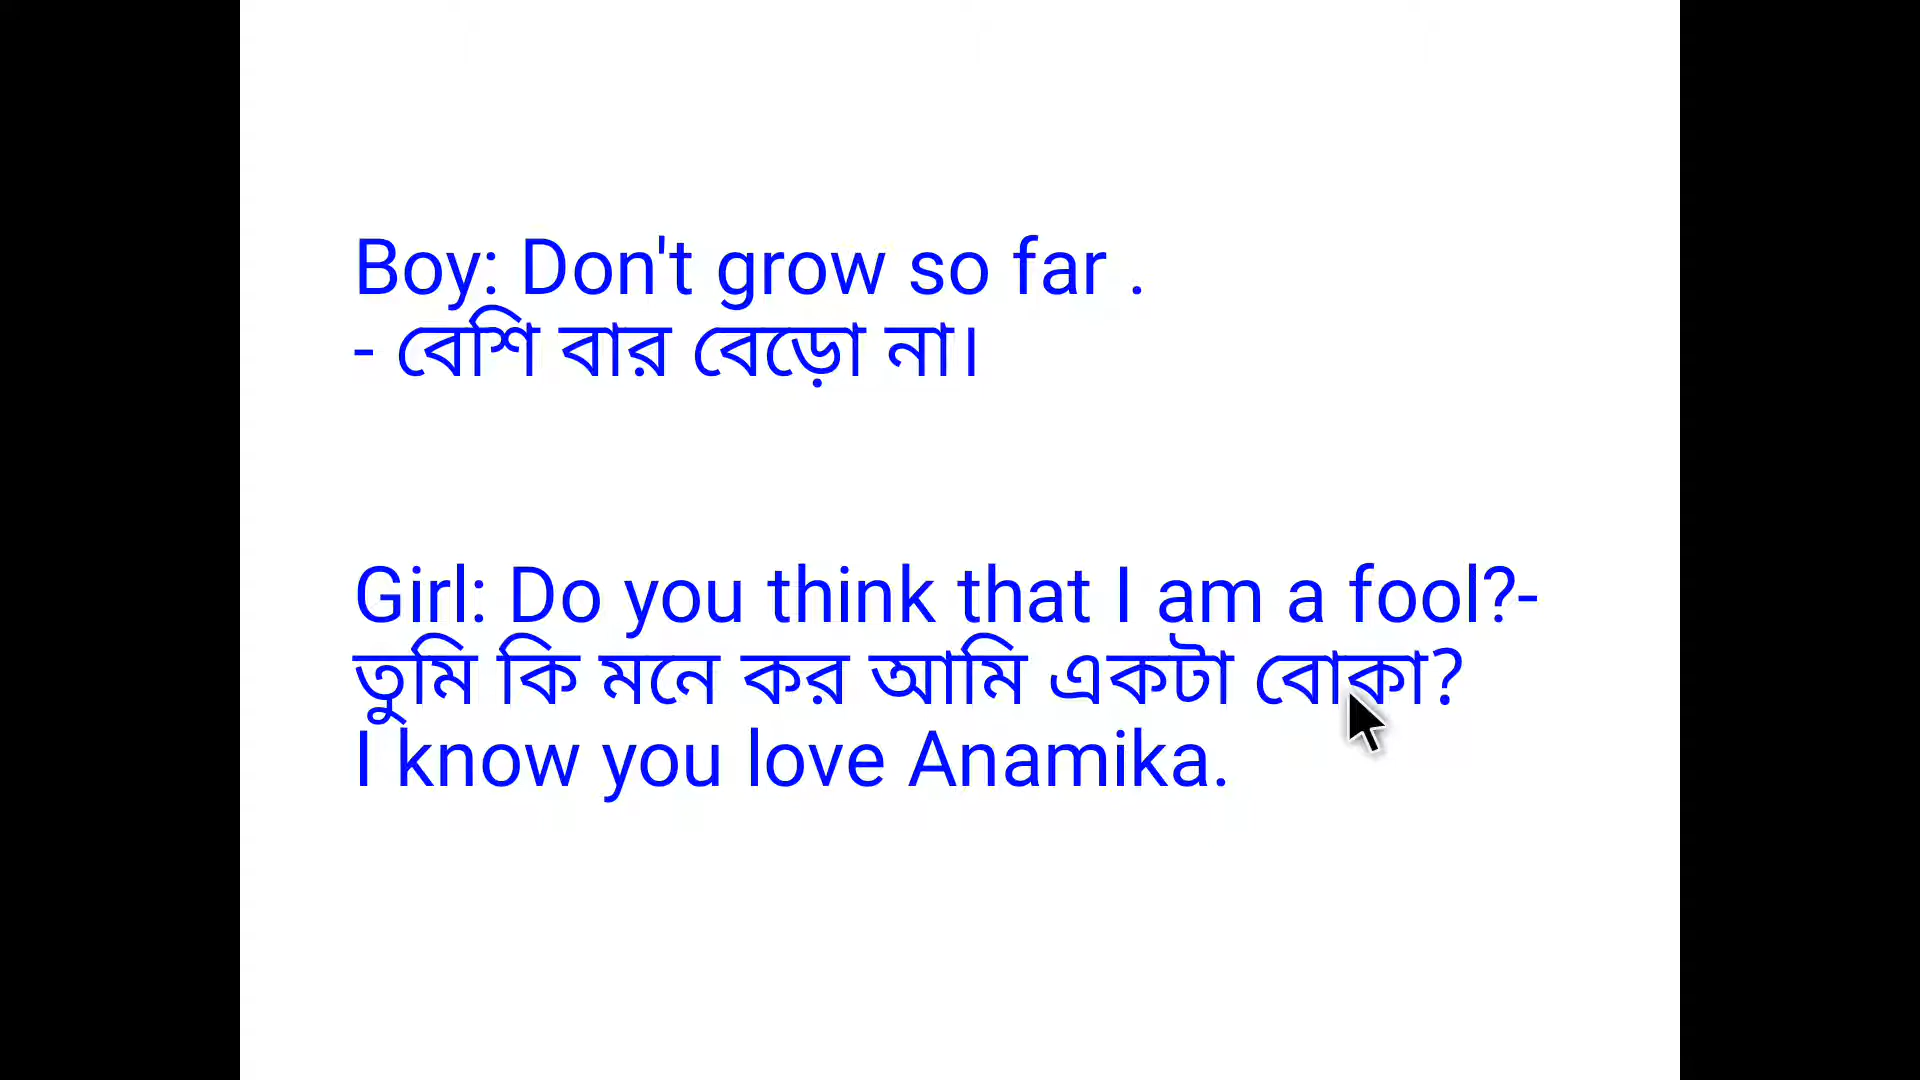 Boy: Don't grow so far .
- বেশি বার বেড়ো না।
Girl: Do you think that I am a fool?-
তুমি কি মনে কর আমি একটা বোকা?
I know you love Anamika.